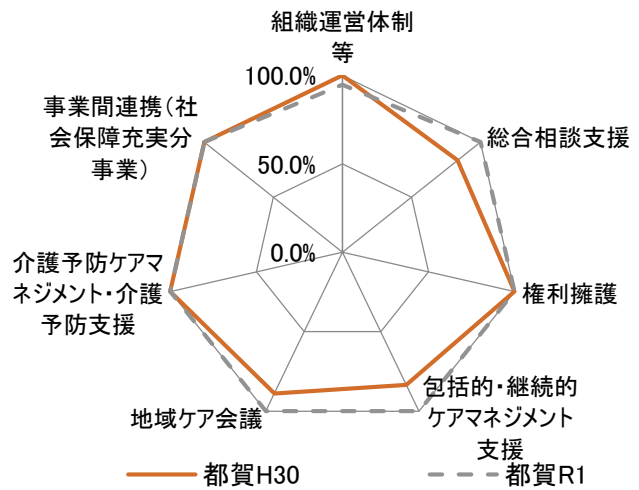 組織運営体制
等
100.0%
事業間連携(社
会保障充実分
事業)
総合相談支援
50.0%
0.0%
介護予防ケアマ
ネジメント・介護
予防支援
権利擁護
包括的・継続的
ケアマネジメント
支援
地域ケア会議
都賀H30
都賀R1